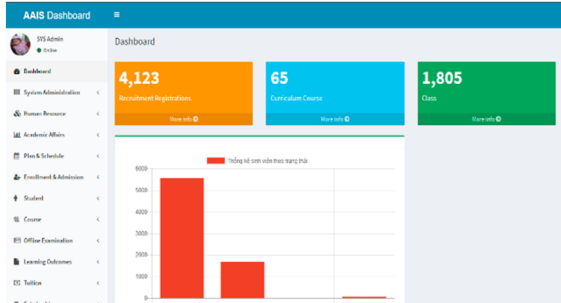 AAIS Dashboard
SYS Admin
Online
Dashboard
System Administration
Human Resource
Academic Affairs
Plan & Schedule
Enrollment & Admission
Student
Course
Offline Examination
Learning Outcomes
Tuition
Dashboard
4,123
Recruitment Registrations
More info
65
Curriculum Course
More info
1,805
Class
More info
Thống kê sinh viên theo trạng thái
6000
5000
4000
3000
2000
1000
0